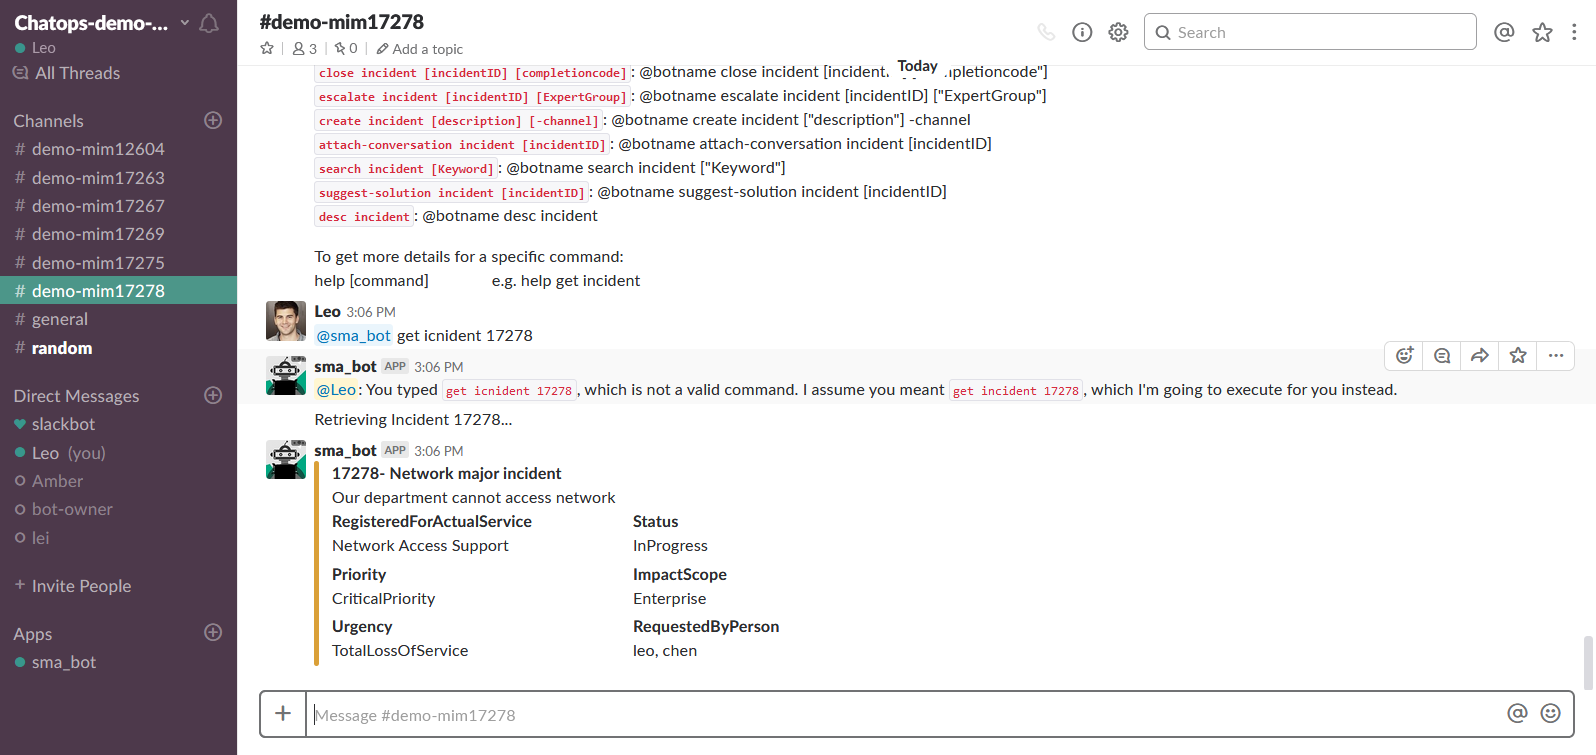 Chatops-demo-...
Leo
All Threads
Channels
# demo-mim12604
# demo-mim17263
# demo-mim17267
# demo-mim17269
# demo-mim17275
# demo-mim17278
# general
# random
Direct Messages
slackbot
Leo (you)
Amber
bot-owner
lei
+ Invite People
Apps
sma_bot
#demo-mim17278
3
0
Add a topic
Search
Today
close incident [incidentID] [completioncode]: @botname close incident [incident. .ıpletioncode"]
escalate incident [incidentID] [ExpertGroup]: @botname escalate incident [incidentID] ["ExpertGroup"]
create incident [description] [-channel]: @botname create incident ["description"] -channel
attach-conversation incident [incidentID]: @botname attach-conversation incident [incidentID]
search incident [Keyword]: @botname search incident ["Keyword"]
suggest-solution incident [incidentID]: @botname suggest-solution incident [incidentID]
desc incident: @botname desc incident
To get more details for a specific command:
help [command] e.g. help get incident
Leo 3:06 PM
@sma_bot get icnident 17278
sma_bot APP 3:06 PM
@Leo: You typed get icnident 17278, which is not a valid command. I assume you meant get incident 17278, which I'm going to execute for you instead.
Retrieving Incident 17278...
sma_bot APP 3:06 PM
17278- Network major incident
Our department cannot access network
RegisteredForActualService Status
Network Access Support InProgress
Priority ImpactScope
CriticalPriority Enterprise
Urgency RequestedByPerson
TotalLossOfService leo, chen
Message #demo-mim17278